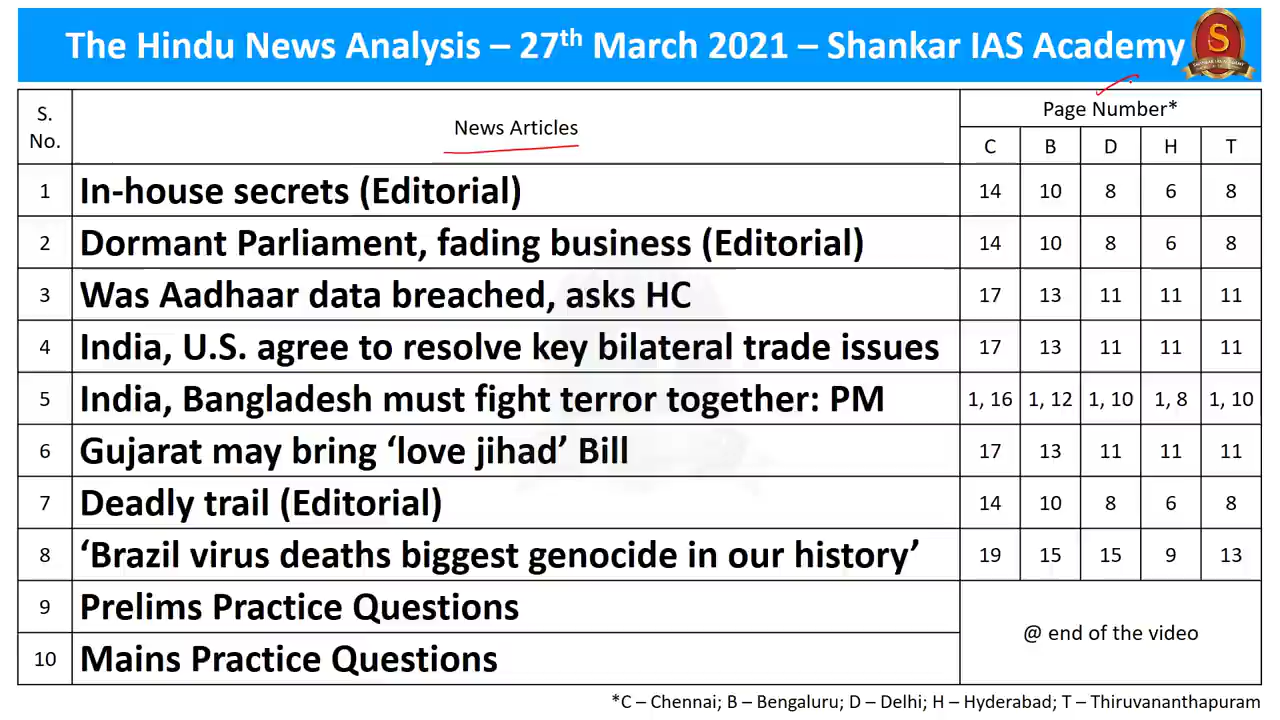 The Hindu News Analysis – 27th March 2021 – Shankar IAS Academy
S
S. No. News Articles Page Number*
C B D H T
1 In-house secrets (Editorial) 14 10 8 6 8
2 Dormant Parliament, fading business (Editorial) 14 10 8 6 8
3 Was Aadhaar data breached, asks HC 17 13 11 11 11
4 India, U.S. agree to resolve key bilateral trade issues 17 13 11 11 11
5 India, Bangladesh must fight terror together: PM 1, 16 1, 12 1, 10 1, 8 1, 10
6 Gujarat may bring ‘love jihad’ Bill 17 13 11 11 11
7 Deadly trail (Editorial) 14 10 8 6 8
8 ‘Brazil virus deaths biggest genocide in our history’ 19 15 15 9 13
9 Prelims Practice Questions
@ end of the video
10 Mains Practice Questions
*C – Chennai; B – Bengaluru; D – Delhi; H – Hyderabad; T – Thiruvananthapuram